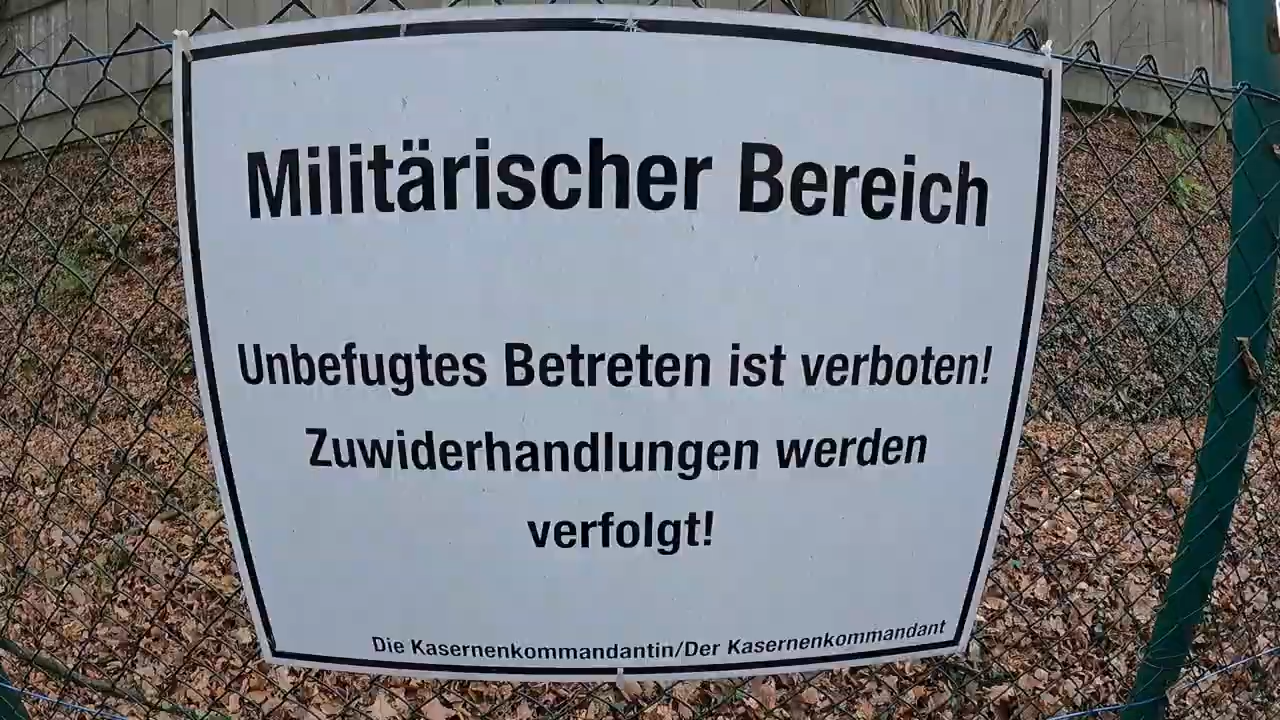 Militärischer Bereich
Unbefugtes Betreten ist verboten!
Zuwiderhandlungen werden
verfolgt!
Die Kasernenkommandantin/Der Kasernenkommandant